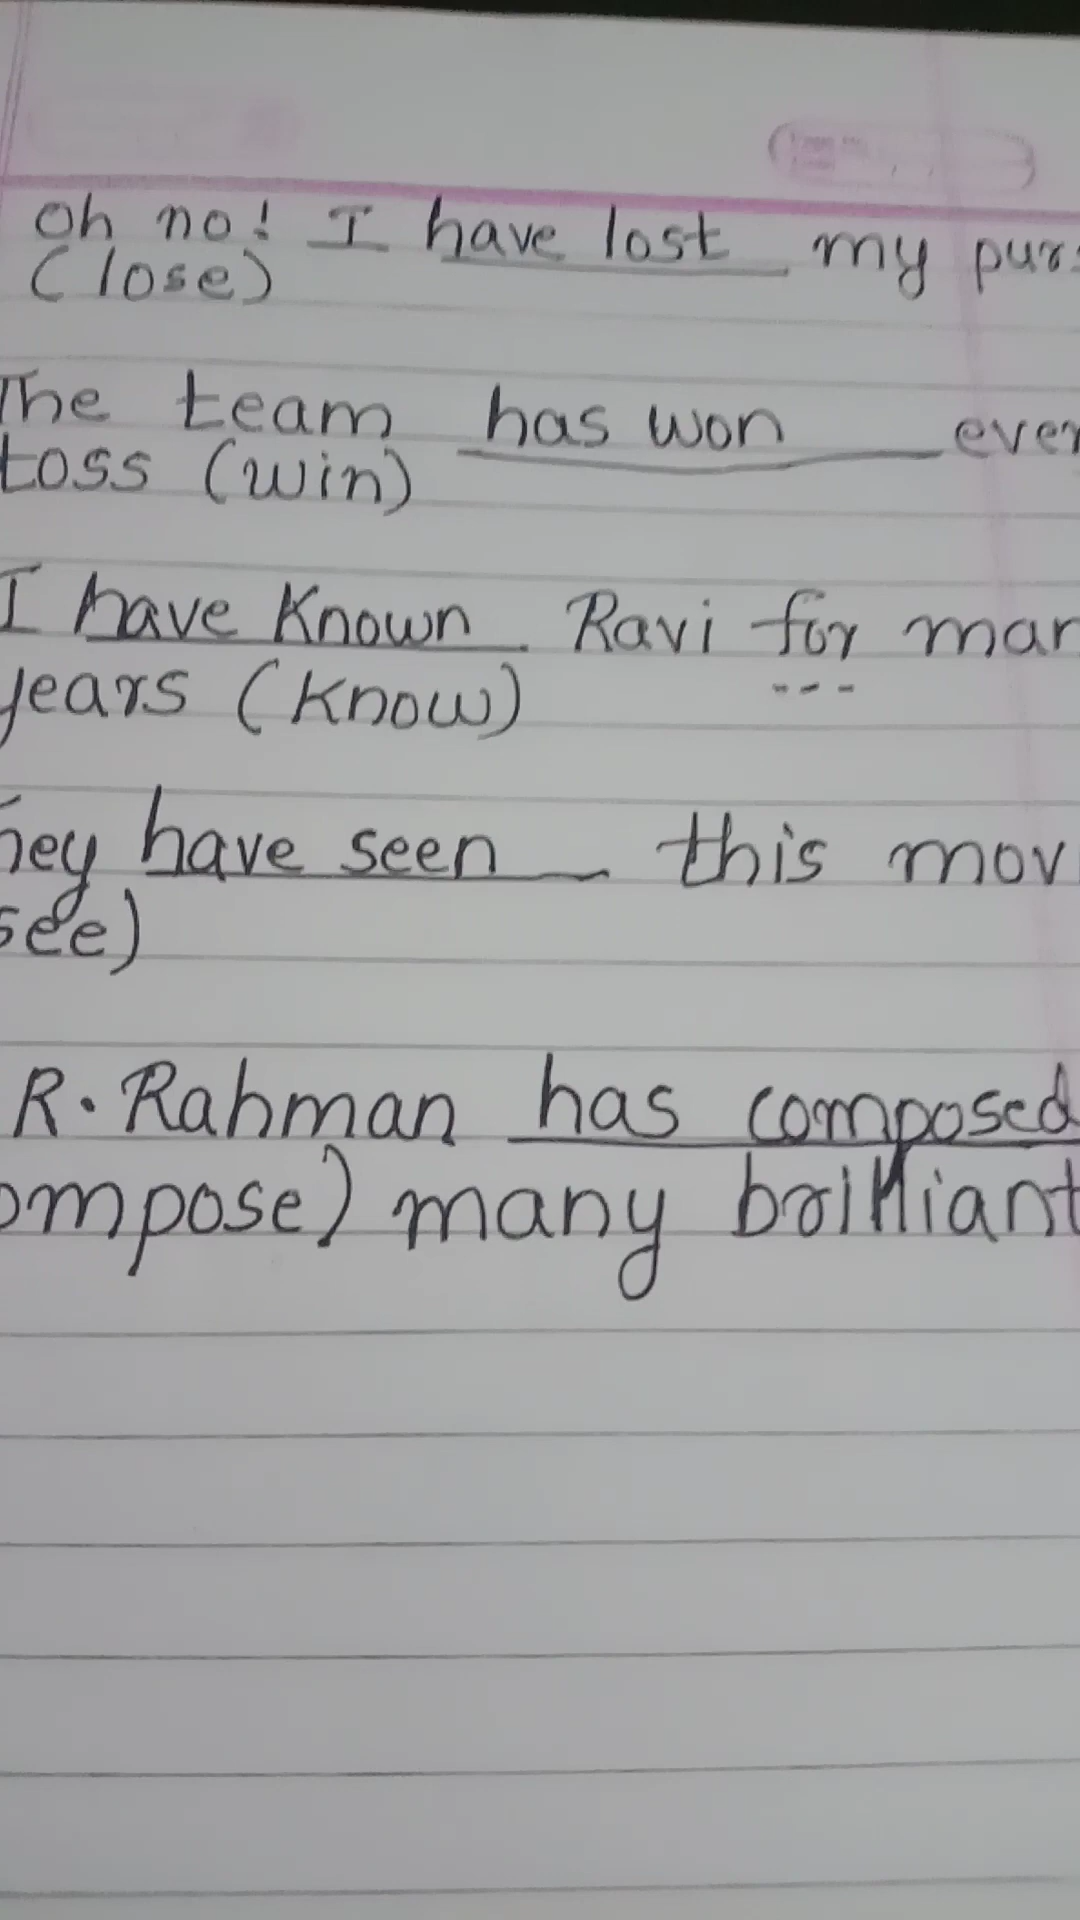 Oh no! I have lost my pur
(lose)
The team has won ever
toss (win)
I have Known Ravi for man
years (Know)
hey have seen this mov
see)
R. Rahman has composed
ompose) many brilliant